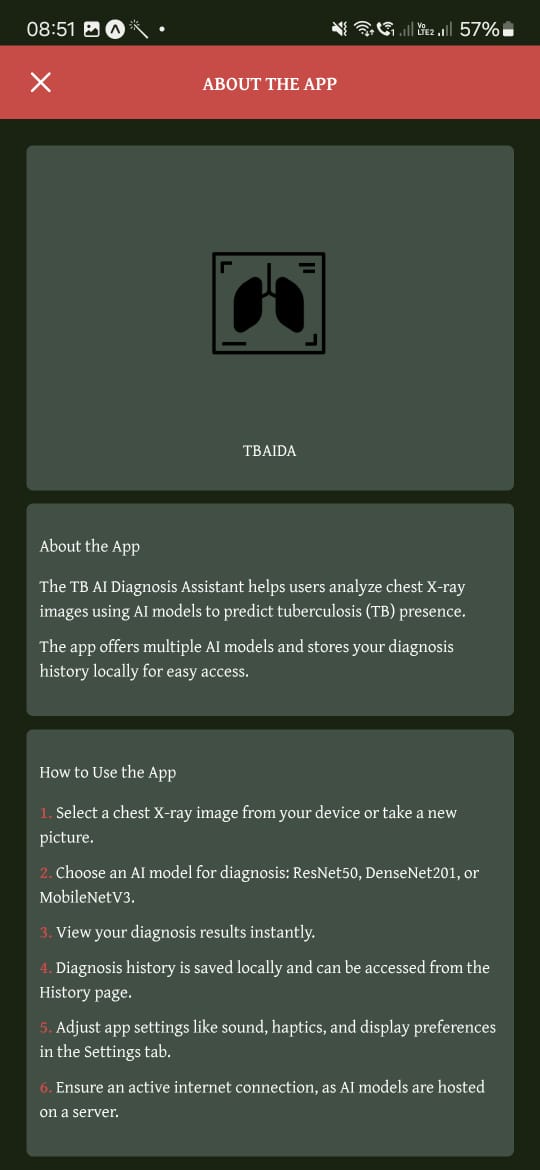 08:51
Vo
LTE2
57%
ABOUT THE APP
TBAIDA
About the App
The TB AI Diagnosis Assistant helps users analyze chest X-ray
images using AI models to predict tuberculosis (TB) presence.
The app offers multiple AI models and stores your diagnosis
history locally for easy access.
How to Use the App
1. Select a chest X-ray image from your device or take a new
picture.
2. Choose an AI model for diagnosis: ResNet50, DenseNet201, or
MobileNetV3.
3. View your diagnosis results instantly.
4. Diagnosis history is saved locally and can be accessed from the
History page.
5. Adjust app settings like sound, haptics, and display preferences
in the Settings tab.
6. Ensure an active internet connection, as AI models are hosted
on a server.